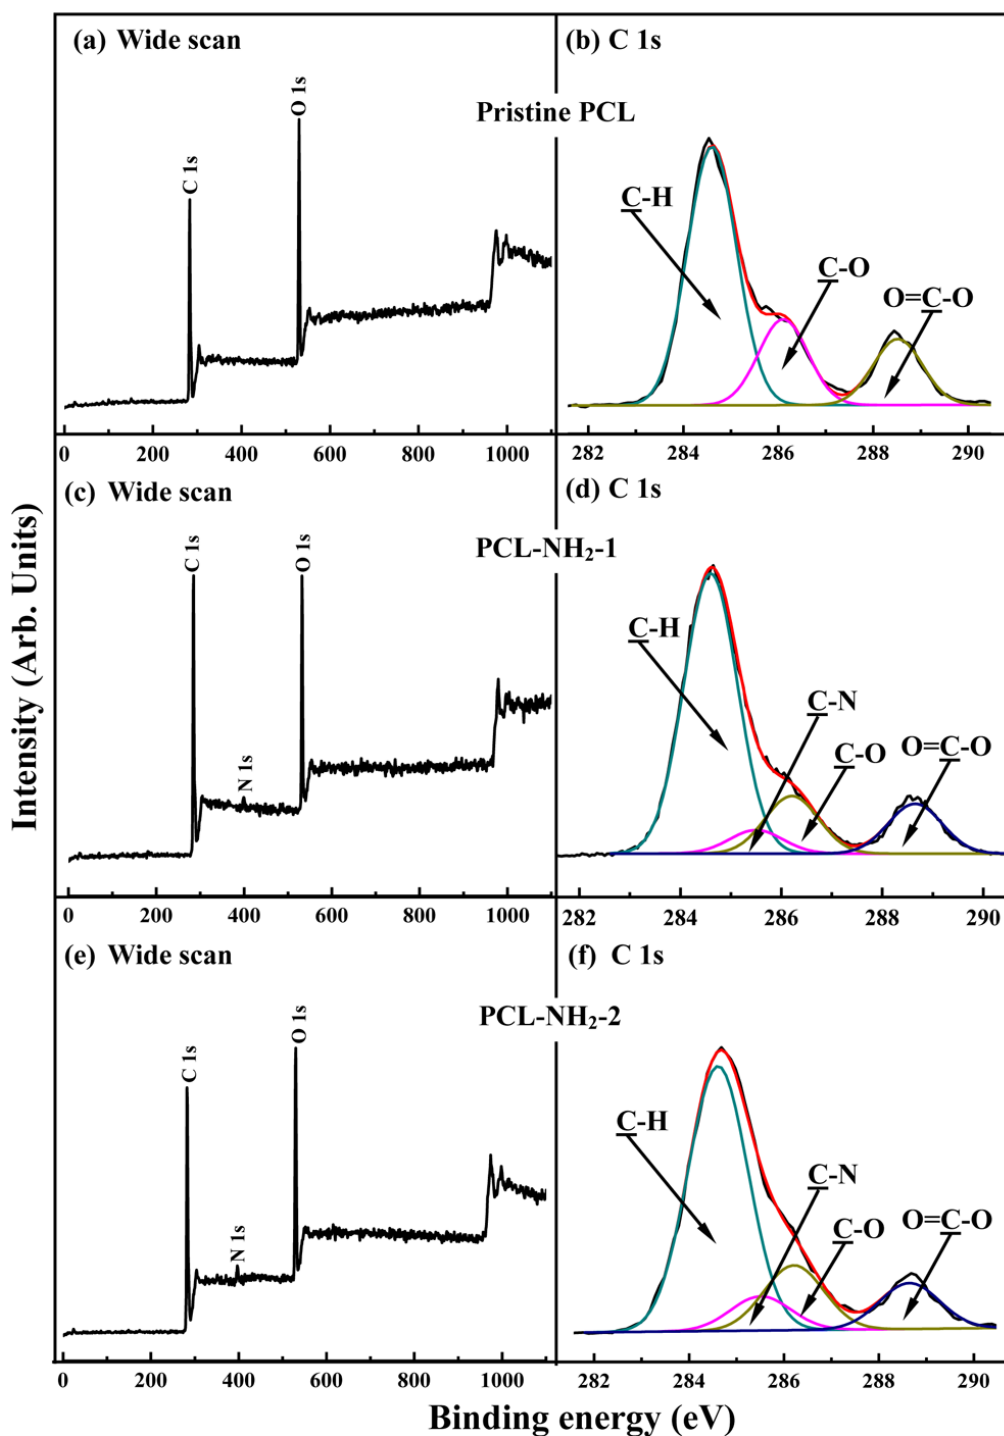 (a) Wide scan
(b) C 1s
Pristine PCL
C 1s
O 1s
C-H
C-O
O=C-O
0 200 400 600 800 1000
282 284 286 288 290
(c) Wide scan
(d) C 1s
PCL-NH₂-1
C 1s
N 1s
O 1s
C-H
C-N
C-O
O=C-O
0 200 400 600 800 1000
282 284 286 288 290
(e) Wide scan
(f) C 1s
PCL-NH₂-2
C 1s
N 1s
O 1s
C-H
C-N
C-O
O=C-O
0 200 400 600 800 1000
282 284 286 288 290
Intensity (Arb. Units)
Binding energy (eV)